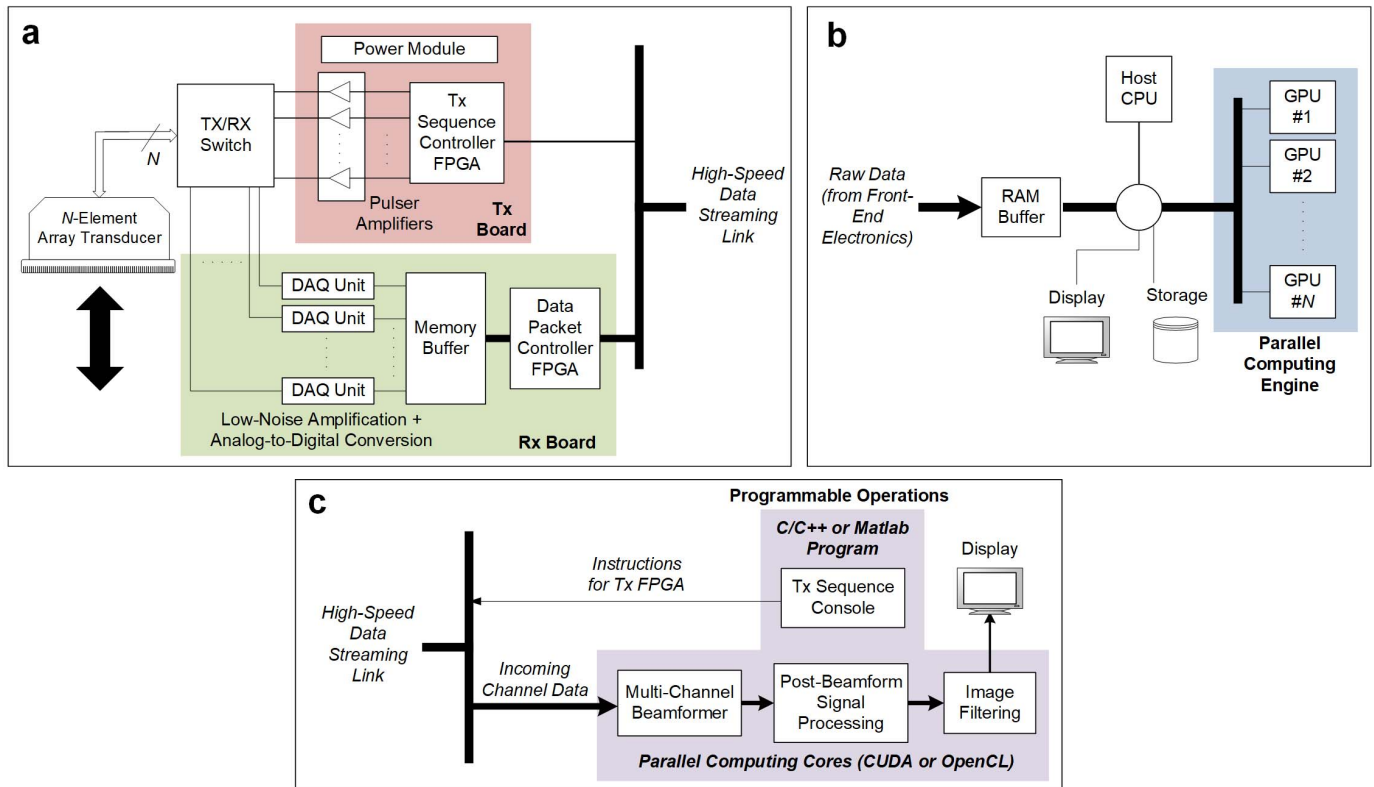 a
Power Module
TX/RX
Switch
Tx
Sequence
Controller
FPGA
N
N-Element
Array Transducer
Pulser
Amplifiers
Tx
Board
High-Speed
Data
Streaming
Link
DAQ Unit
DAQ Unit
DAQ Unit
Memory
Buffer
Data
Packet
Controller
FPGA
Low-Noise Amplification +
Analog-to-Digital Conversion
Rx Board
b
Host
CPU
GPU
#1
GPU
#2
GPU
#N
Raw Data
(from Front-
End
Electronics)
RAM
Buffer
Display
Storage
Parallel
Computing
Engine
c
Programmable Operations
C/C++ or Matlab
Program
Instructions
for Tx FPGA
Tx Sequence
Console
Display
High-Speed
Data
Streaming
Link
Incoming
Channel Data
Multi-Channel
Beamformer
Post-Beamform
Signal
Processing
Image
Filtering
Parallel Computing Cores (CUDA or OpenCL)